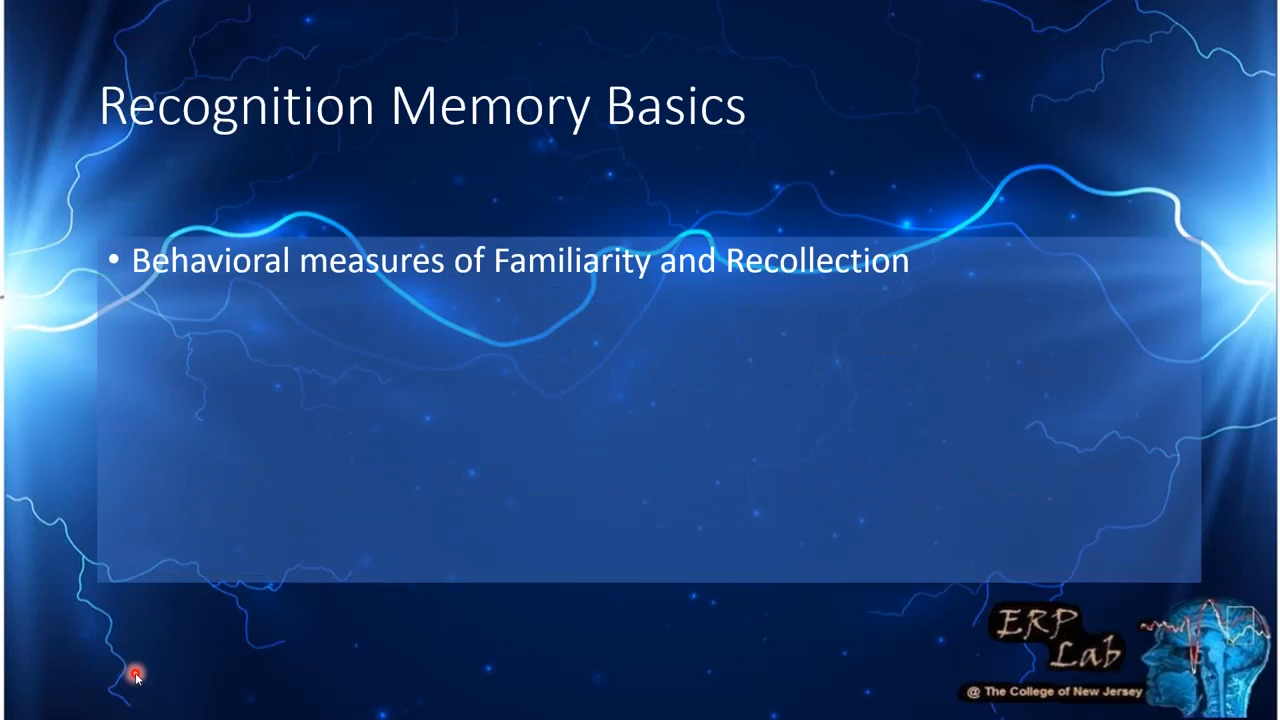 Recognition Memory Basics
• Behavioral measures of Familiarity and Recollection
ERP
Lab
@ The College of New Jersey